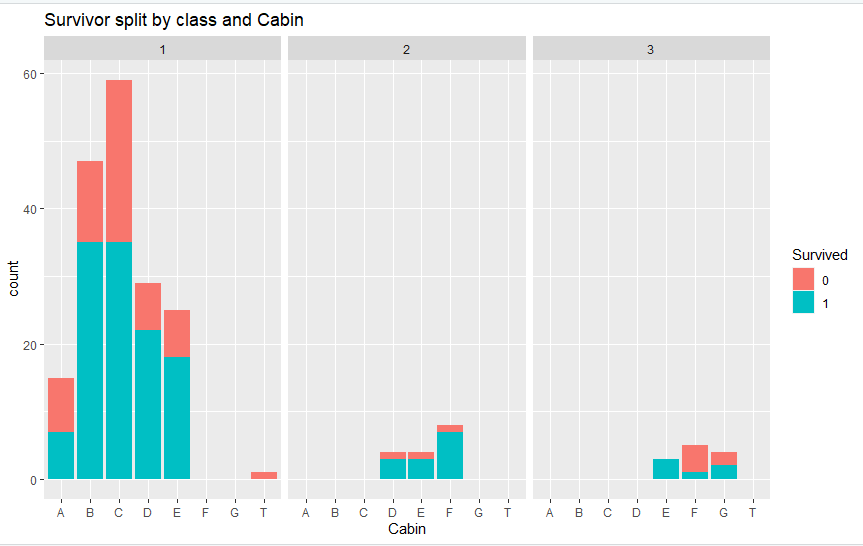 Survivor split by class and Cabin
1 2 3
60
40
20
0
count
A B C D E F G T A B C D E F G T A B C D E F G T
Cabin
Survived
0
1